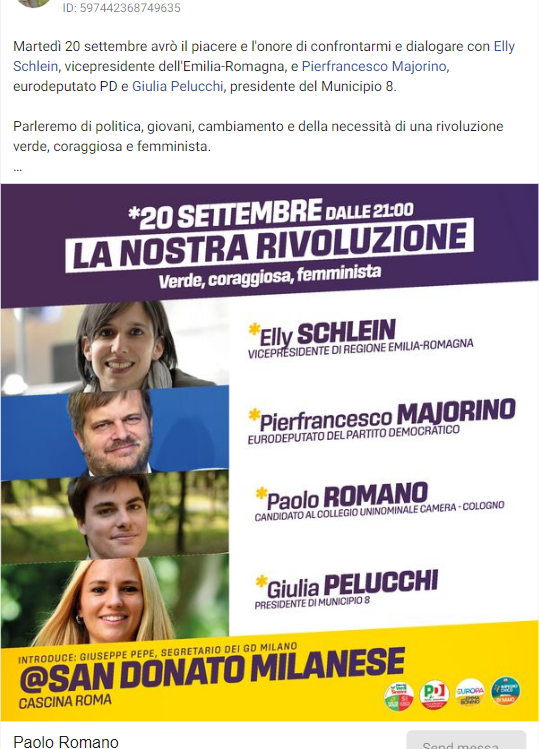 ID: 597442368749635
Martedì 20 settembre avrò il piacere e l'onore di confrontarmi e dialogare con Elly
Schlein, vicepresidente dell'Emilia-Romagna, e Pierfrancesco Majorino,
eurodeputato PD e Giulia Pelucchi, presidente del Municipio 8.
Parleremo di politica, giovani, cambiamento e della necessità di una rivoluzione
verde, coraggiosa e femminista.
...
*20 SETTEMBRE DALLE 21:00
LA NOSTRA RIVOLUZIONE
Verde, coraggiosa, femminista
*Elly SCHLEIN
VICEPRESIDENTE DI REGIONE EMILIA-ROMAGNA
*Pierfrancesco MAJORINO
EURODEPUTATO DEL PARTITO DEMOCRATICO
*Paolo ROMANO
CANDIDATO AL COLLEGIO UNINOMINALE CAMERA - COLOGNO
*Giulia PELUCCHI
PRESIDENTE DI MUNICIPIO 8
INTRODUCE: GIUSEPPE PEPE, SEGRETARIO DEI GD MILANO
@SAN DONATO MILANESE
CASCINA ROMA
PD
EUROPA
Paolo Romano
Send messa